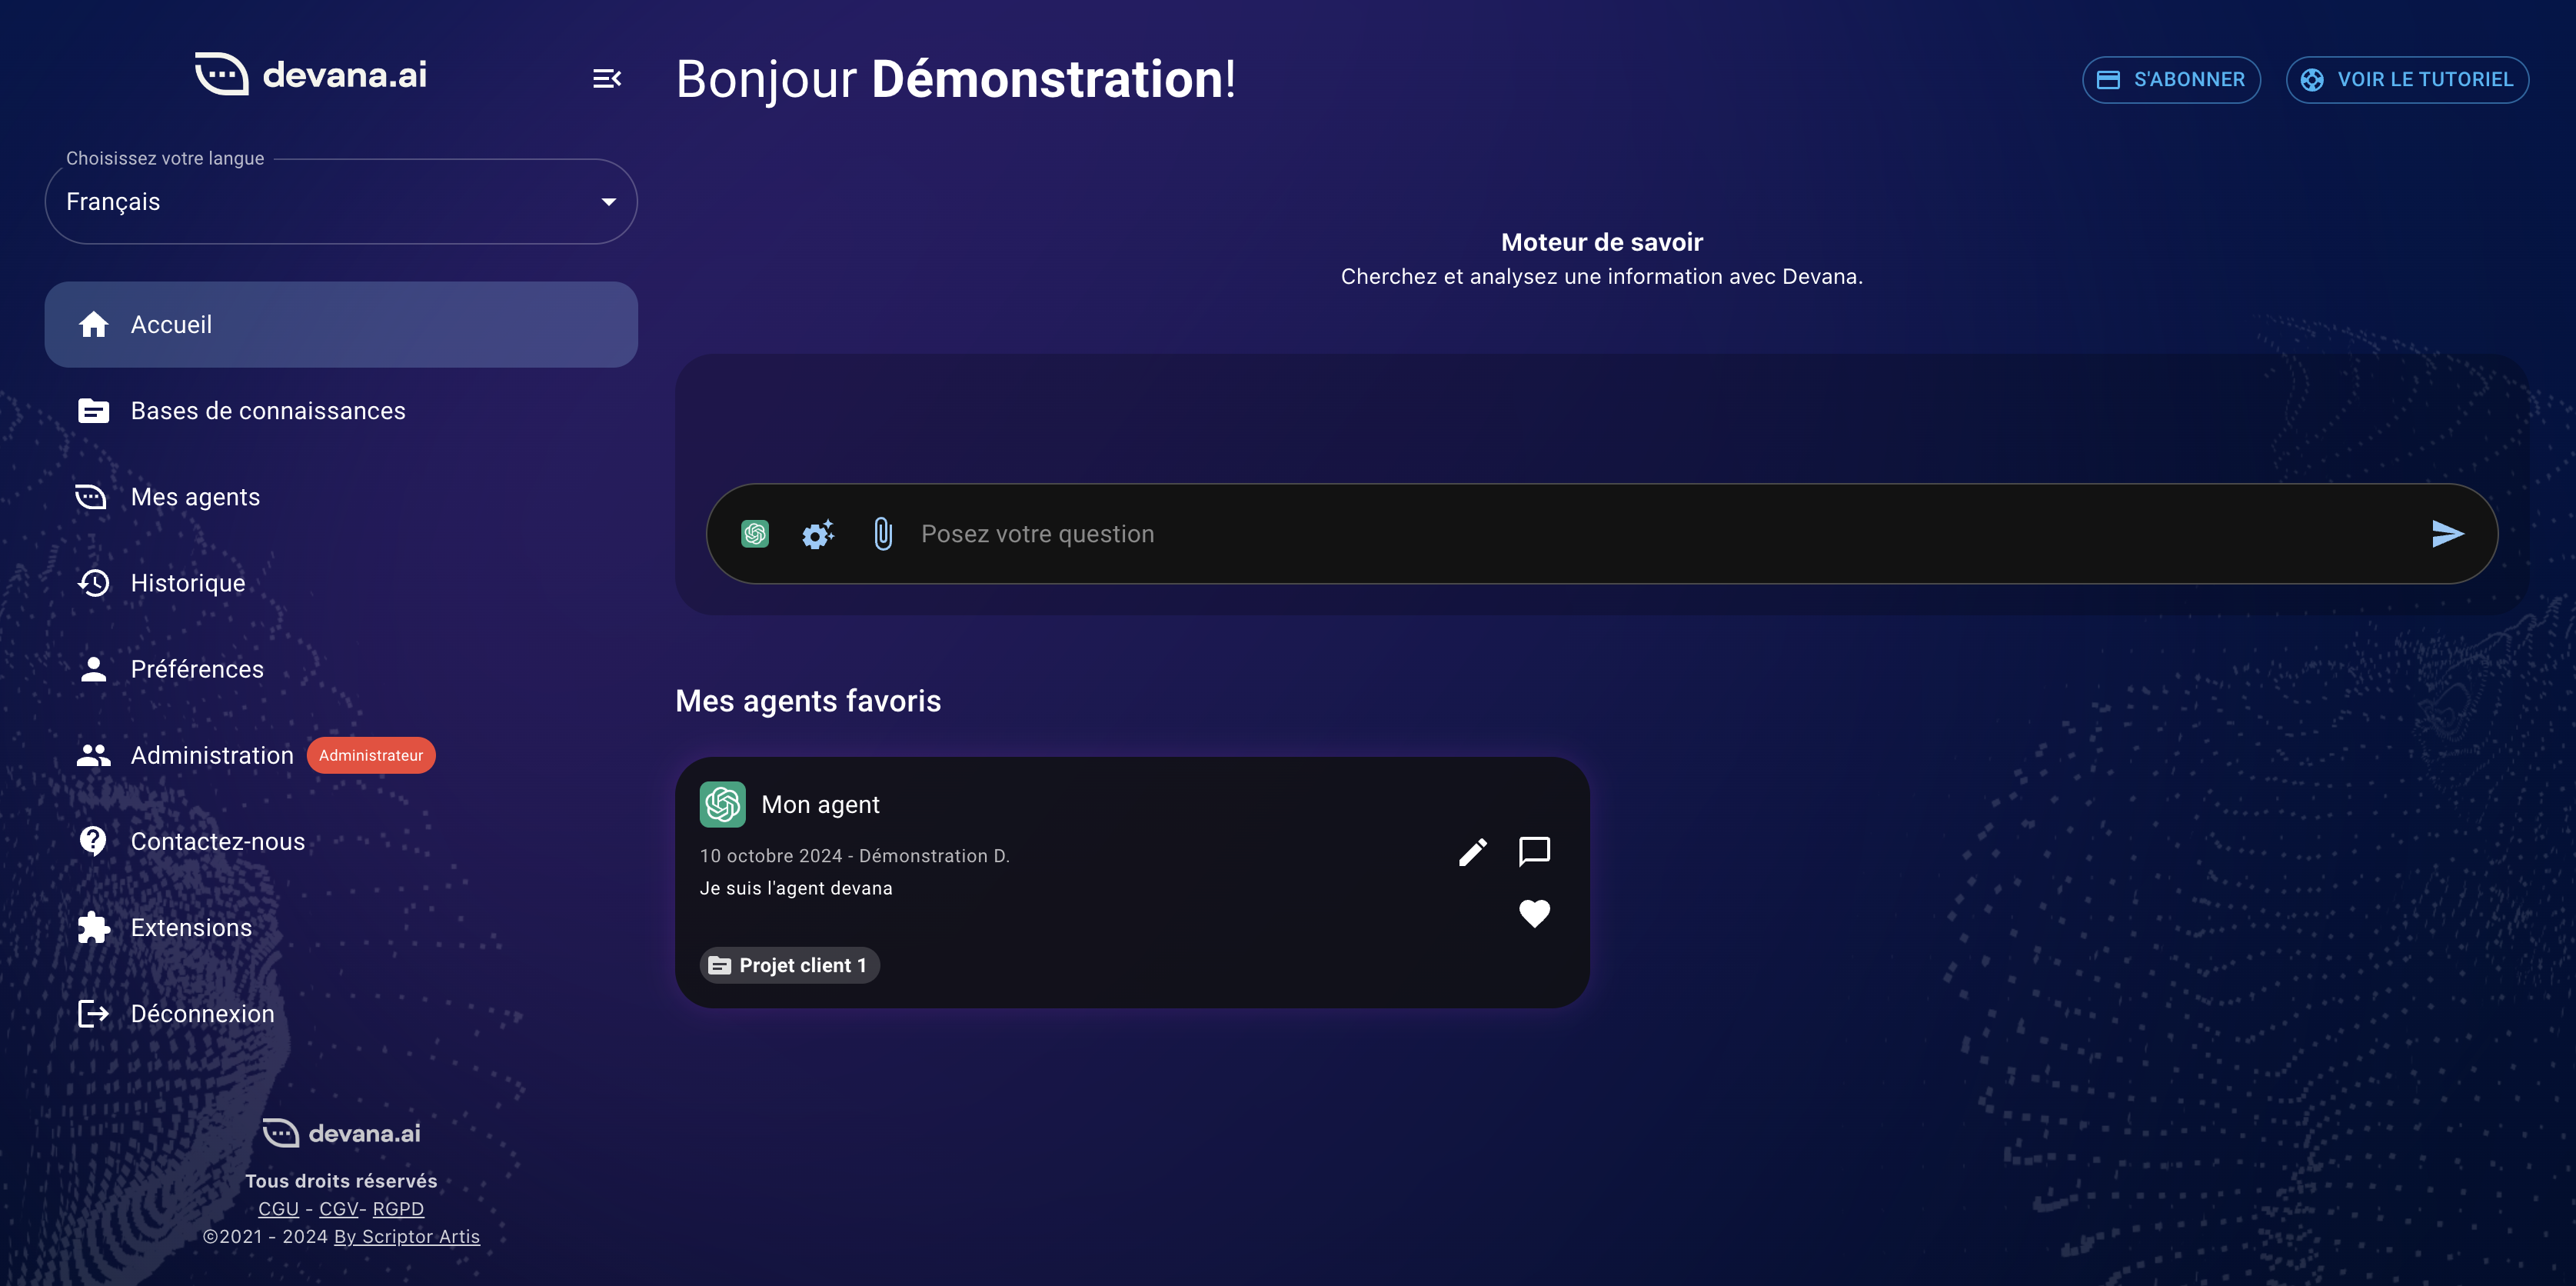 devana.ai
Choisissez votre langue
Français
Accueil
Bases de connaissances
Mes agents
Historique
Préférences
Administration Administrateur
Contactez-nous
Extensions
Déconnexion
devana.ai
Tous droits réservés
CGU - CGV- RGPD
©2021 - 2024 By Scriptor Artis
Bonjour Démonstration!
S'ABONNER
VOIR LE TUTORIEL
Moteur de savoir
Cherchez et analysez une information avec Devana.
Posez votre question
Mes agents favoris
Mon agent
10 octobre 2024 - Démonstration D.
Je suis l'agent devana
Projet client 1